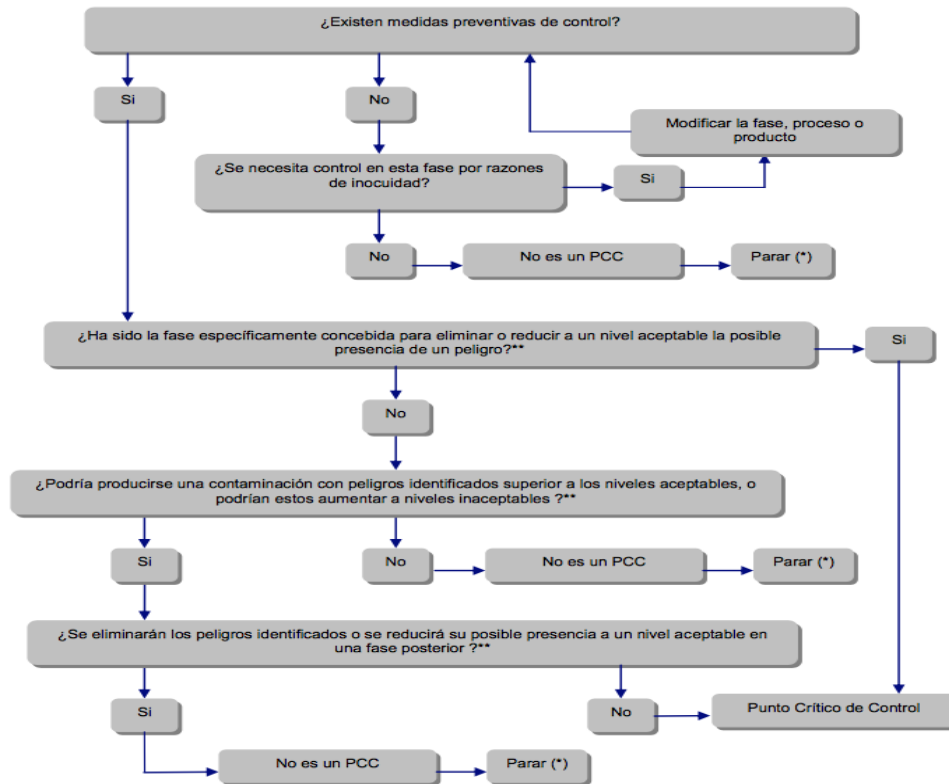 ¿Existen medidas preventivas de control?
Si
No
Modificar la fase, proceso o
producto
¿Se necesita control en esta fase por razones
de inocuidad?
Si
No
No es un PCC
Parar (*)
¿Ha sido la fase específicamente concebida para eliminar o reducir a un nivel aceptable la posible
presencia de un peligro?**
Si
No
¿Podría producirse una contaminación con peligros identificados superior a los niveles aceptables, o
podrían estos aumentar a niveles inaceptables ?**
Si
No
No es un PCC
Parar (*)
¿Se eliminarán los peligros identificados o se reducirá su posible presencia a un nivel aceptable en
una fase posterior ?**
Si
No
Punto Crítico de Control
No es un PCC
Parar (*)